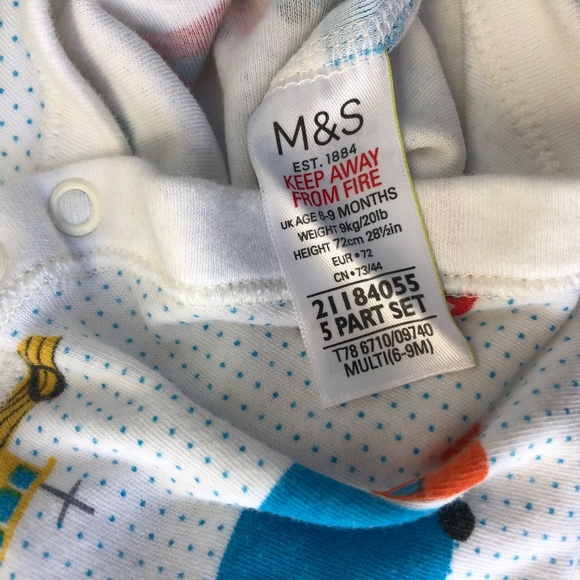 M&S
EST. 1884
KEEP AWAY
FROM FIRE
UK AGE 6-9 MONTHS
WEIGHT 9kg/20lb
HEIGHT 72cm 28½in
EUR • 72
CN • 73/44
21184055
5 PART SET
T78 6710/09740
MULTI(6-9M)